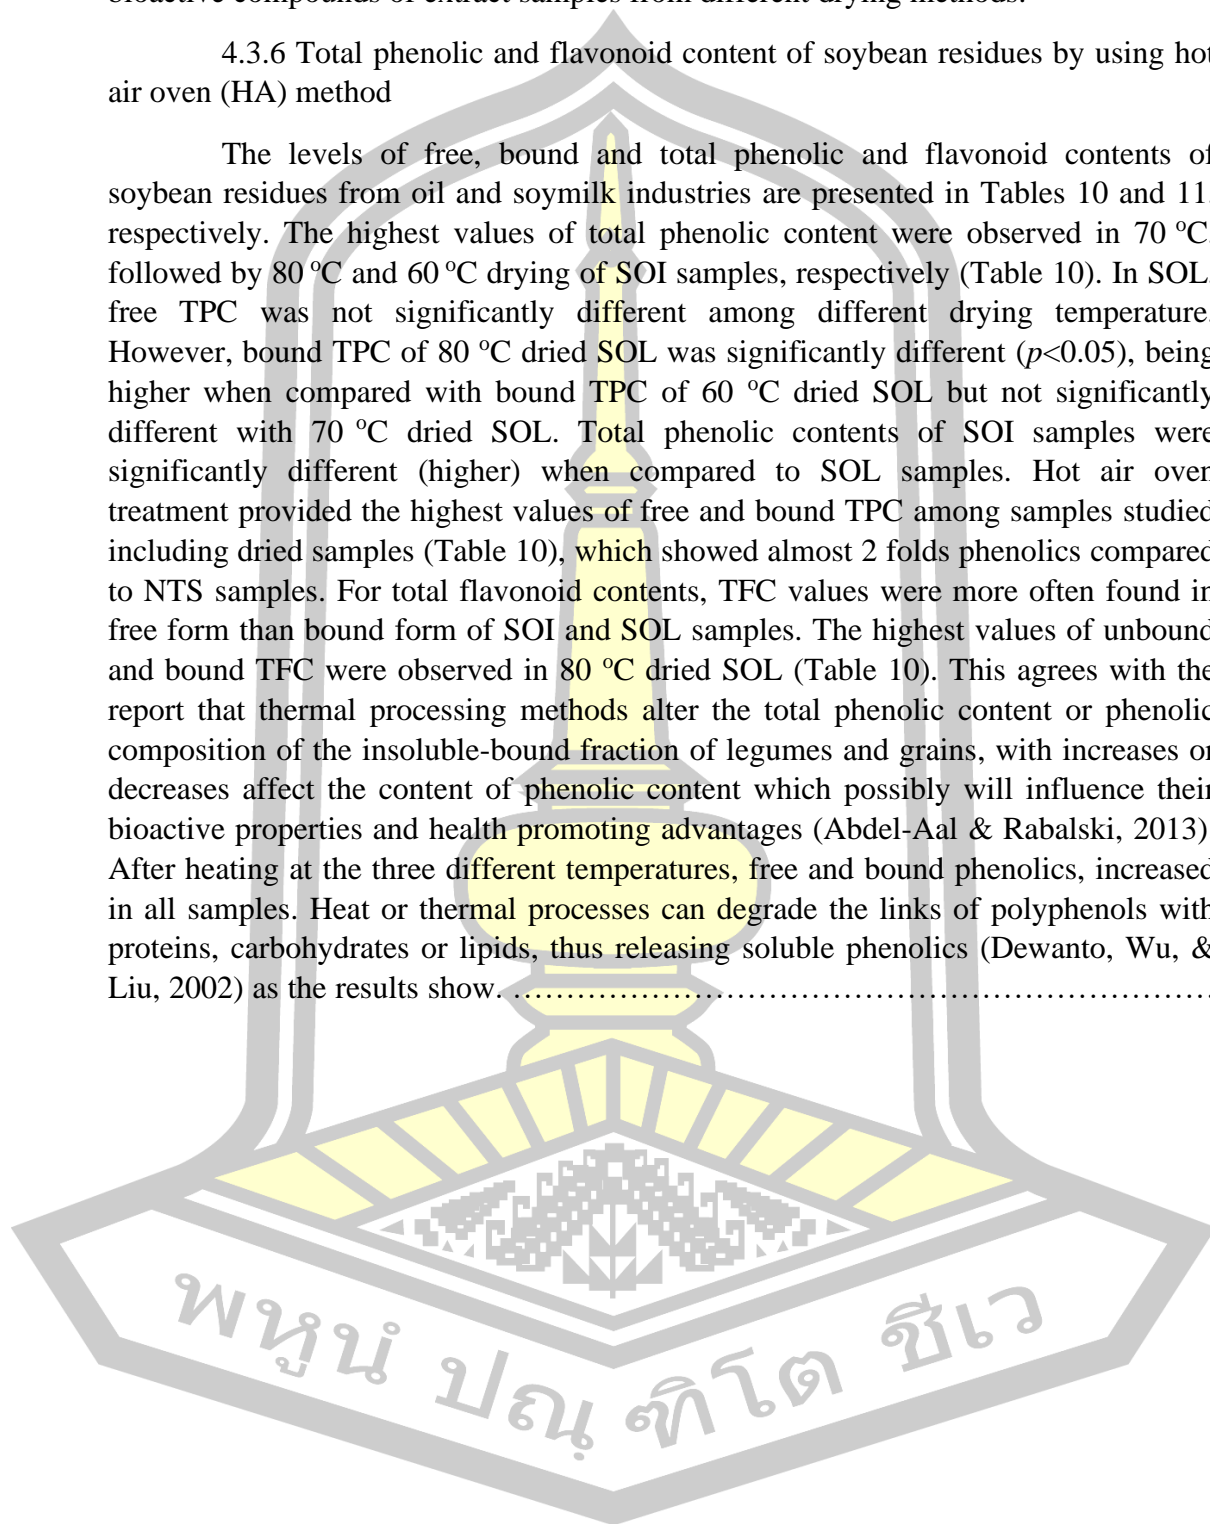 bioactive compounds of extract samples from different drying methods.
4.3.6 Total phenolic and flavonoid content of soybean residues by using hot
air oven (HA) method
The levels of free, bound and total phenolic and flavonoid contents of
soybean residues from oil and soymilk industries are presented in Tables 10 and 11,
respectively. The highest values of total phenolic content were observed in 70 °C,
followed by 80 °C and 60 °C drying of SOI samples, respectively (Table 10). In SOL,
free TPC was not significantly different among different drying temperature.
However, bound TPC of 80 °C dried SOL was significantly different (p<0.05), being
higher when compared with bound TPC of 60 °C dried SOL but not significantly
different with 70 °C dried SOL. Total phenolic contents of SOI samples were
significantly different (higher) when compared to SOL samples. Hot air oven
treatment provided the highest values of free and bound TPC among samples studied
including dried samples (Table 10), which showed almost 2 folds phenolics compared
to NTS samples. For total flavonoid contents, TFC values were more often found in
free form than bound form of SOI and SOL samples. The highest values of unbound
and bound TFC were observed in 80 °C dried SOL (Table 10). This agrees with the
report that thermal processing methods alter the total phenolic content or phenolic
composition of the insoluble-bound fraction of legumes and grains, with increases or
decreases affect the content of phenolic content which possibly will influence their
bioactive properties and health promoting advantages (Abdel-Aal & Rabalski, 2013)
After heating at the three different temperatures, free and bound phenolics, increased
in all samples. Heat or thermal processes can degrade the links of polyphenols with
proteins, carbohydrates or lipids, thus releasing soluble phenolics (Dewanto, Wu, &
Liu, 2002) as the results show. ……………………………………………………………
พหูนํ ปณฺฑิโต ชีเว